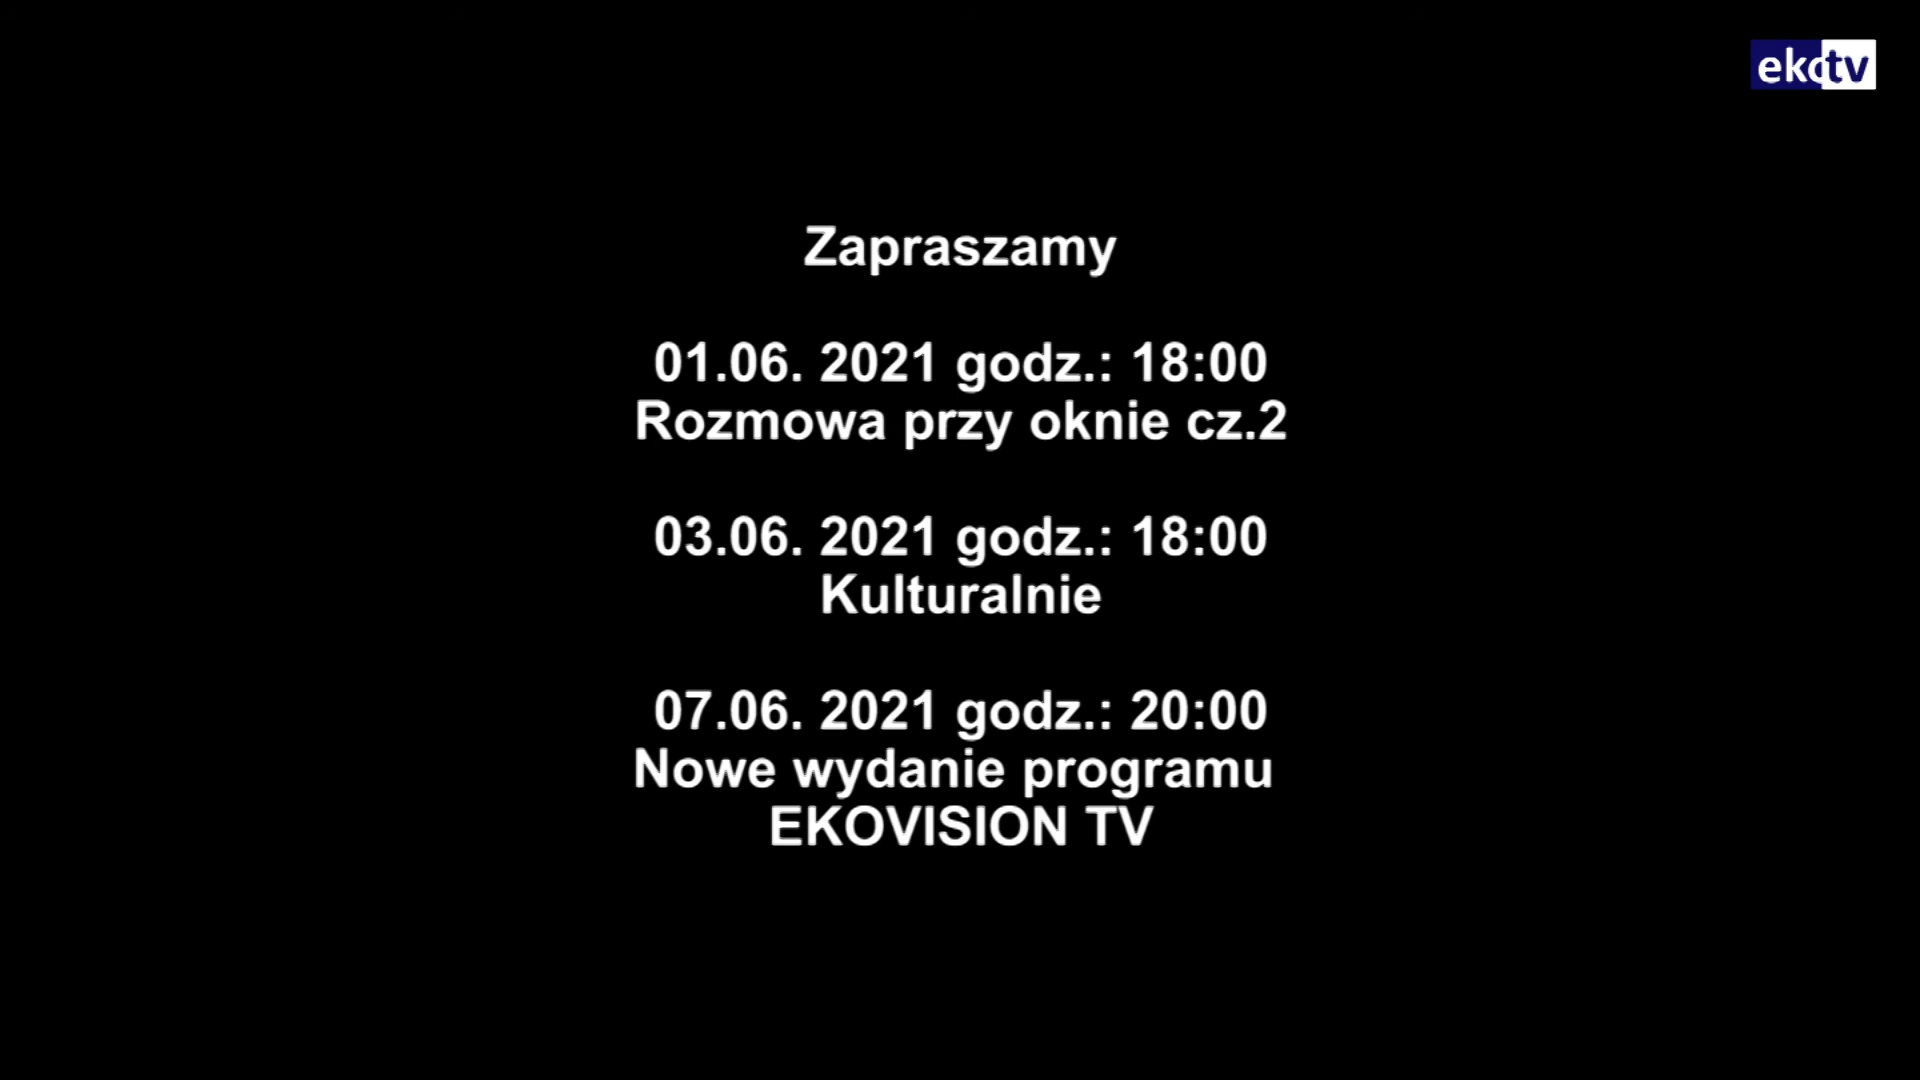 ekotv
Zapraszamy
01.06. 2021 godz.: 18:00
Rozmowa przy oknie cz.2
03.06. 2021 godz.: 18:00
Kulturalnie
07.06. 2021 godz.: 20:00
Nowe wydanie programu
EKOVISION TV